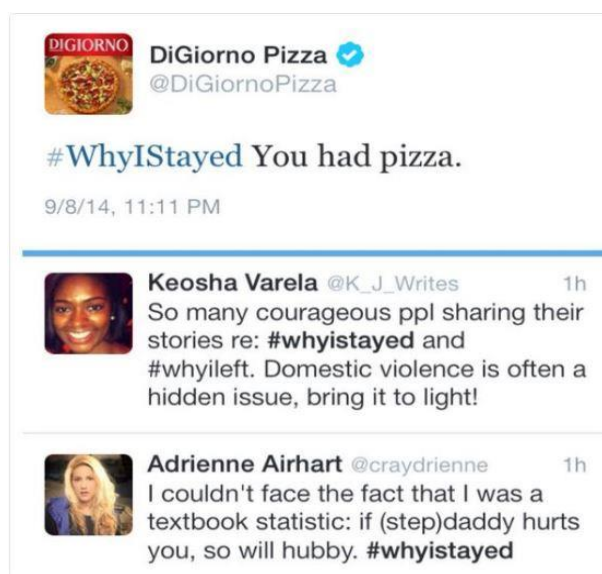 DIGIORNO
DiGiorno Pizza
@DiGiornoPizza
#WhyIStayed You had pizza.
9/8/14, 11:11 PM
Keosha Varela @K_J_Writes 1h
So many courageous ppl sharing their
stories re: #whyistayed and
#whyileft. Domestic violence is often a
hidden issue, bring it to light!
Adrienne Airhart @craydrienne 1h
I couldn't face the fact that I was a
textbook statistic: if (step)daddy hurts
you, so will hubby. #whyistayed